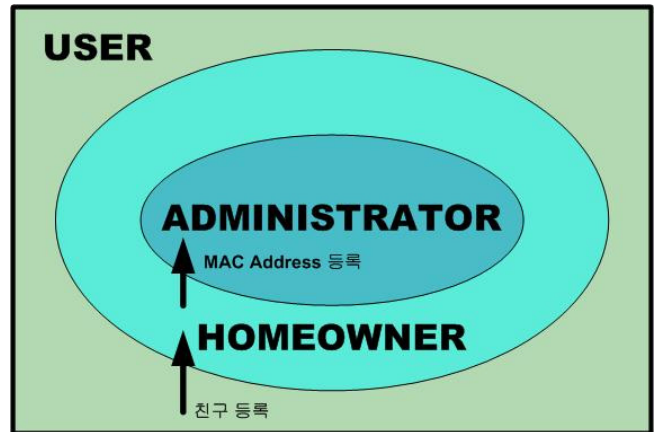 USER
ADMINISTRATOR
MAC Address 등록
HOMEOWNER
친구 등록